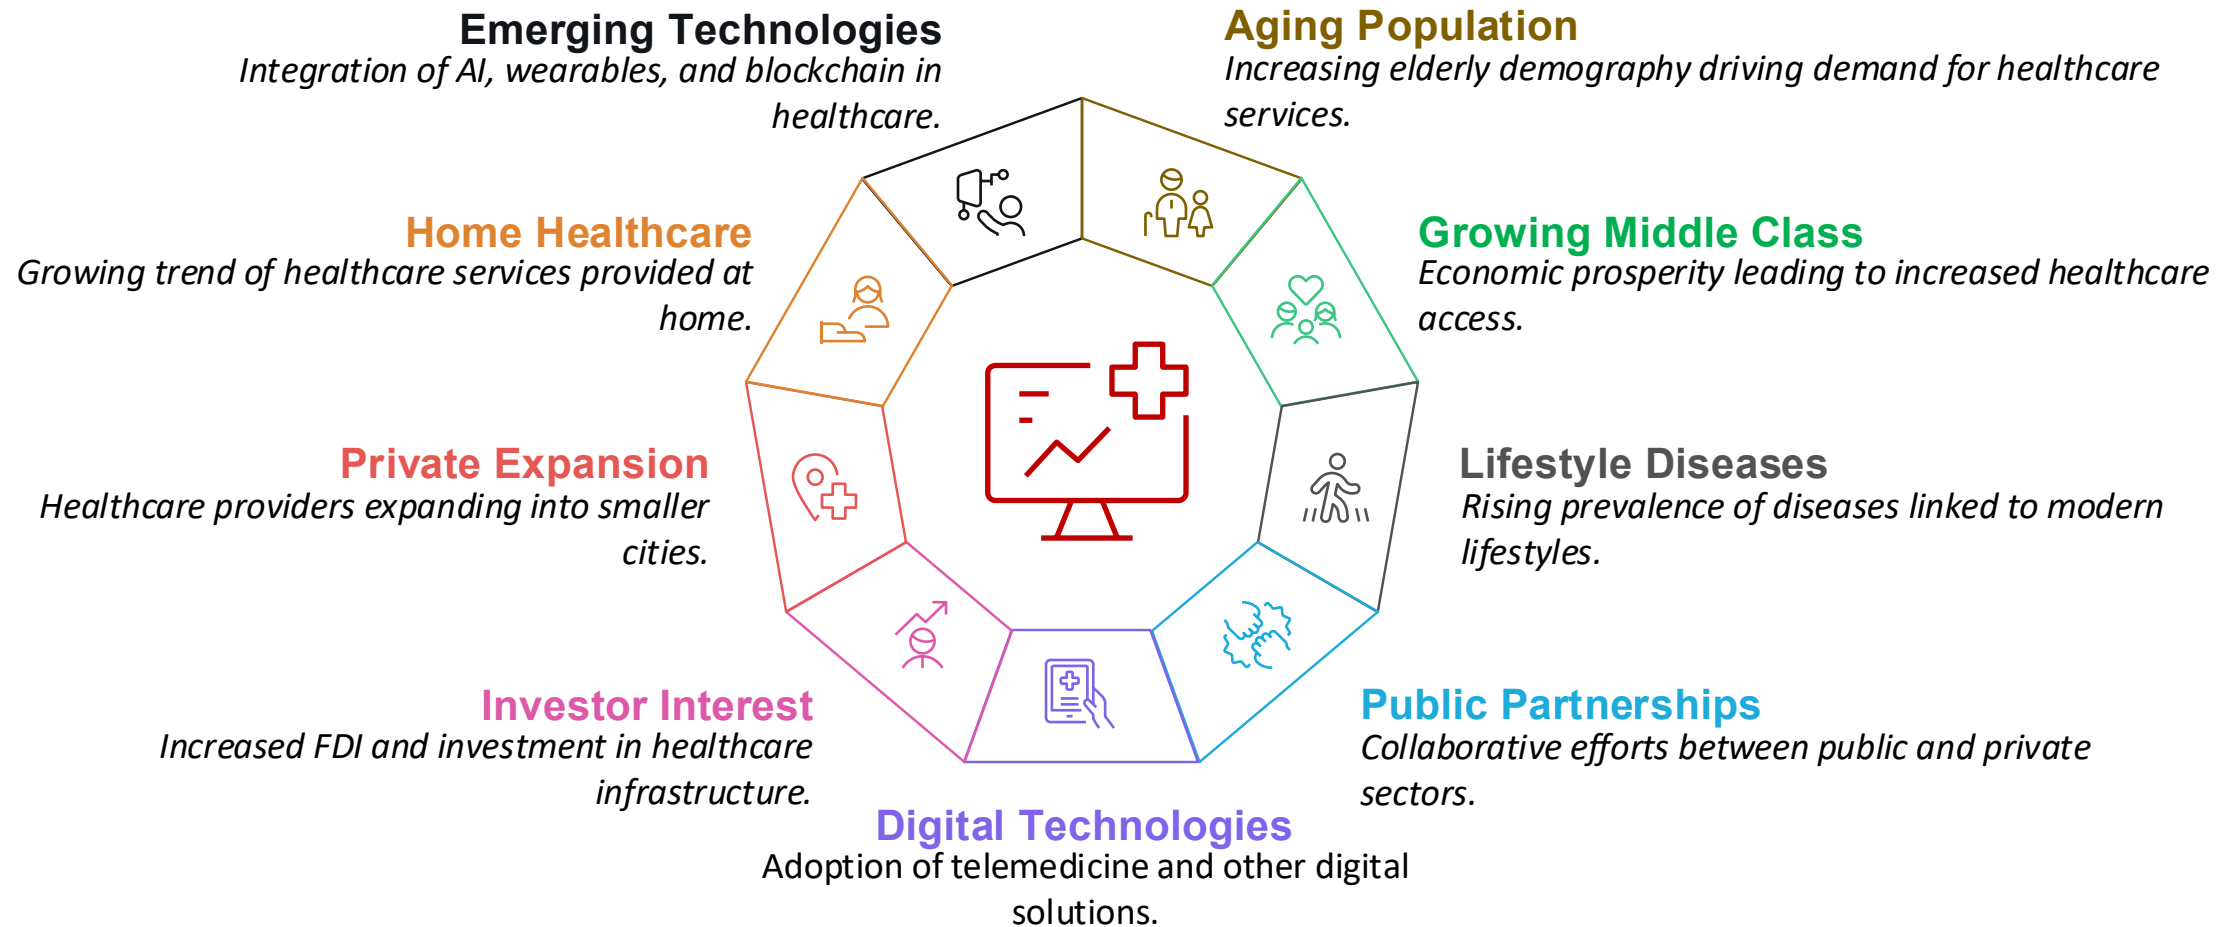 Emerging Technologies
Integration of AI, wearables, and blockchain in
healthcare.
Aging Population
Increasing elderly demography driving demand for healthcare
services.
Home Healthcare
Growing trend of healthcare services provided at
home.
Growing Middle Class
Economic prosperity leading to increased healthcare
access.
Private Expansion
Healthcare providers expanding into smaller
cities.
Lifestyle Diseases
Rising prevalence of diseases linked to modern
lifestyles.
Investor Interest
Increased FDI and investment in healthcare
infrastructure.
Public Partnerships
Collaborative efforts between public and private
sectors.
Digital Technologies
Adoption of telemedicine and other digital
solutions.